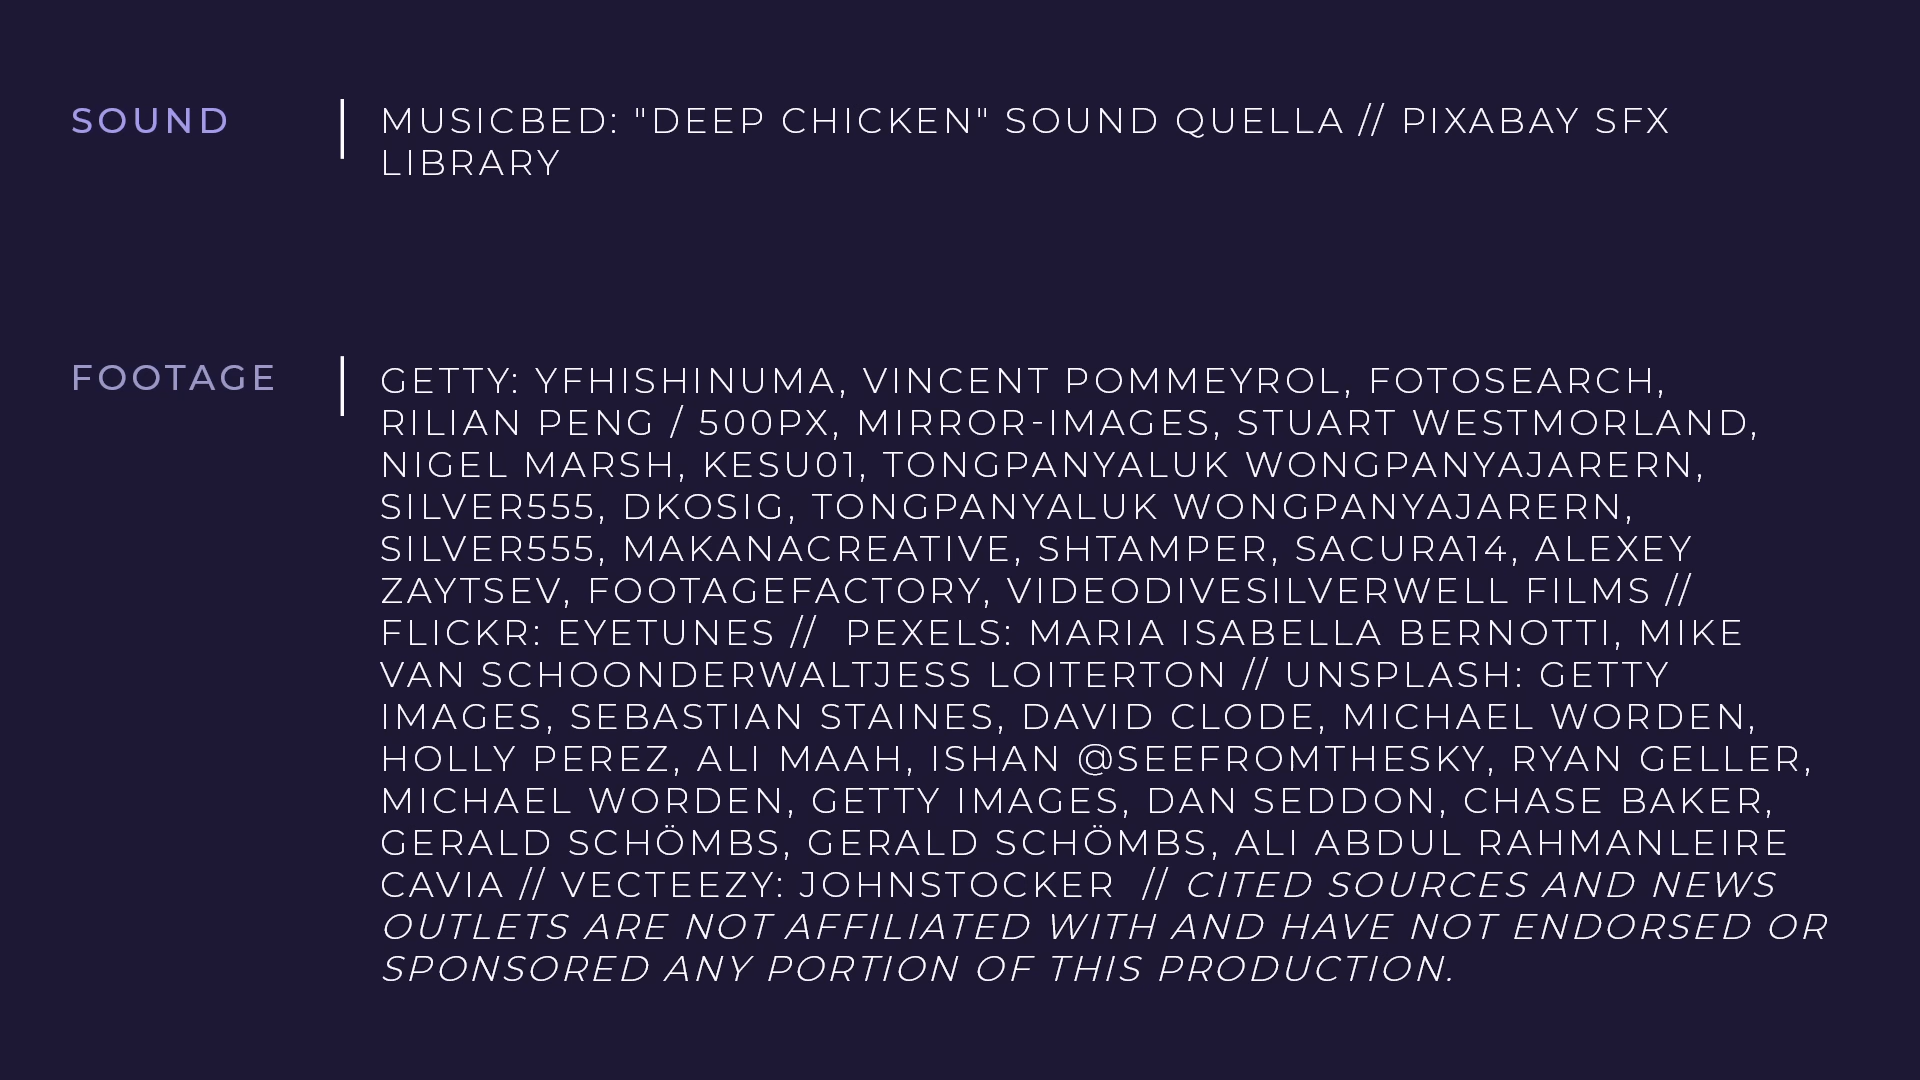 SOUND
MUSICBED: "DEEP CHICKEN" SOUND QUELLA // PIXABAY SFX
LIBRARY
FOOTAGE
GETTY: YFHISHINUMA, VINCENT POMMEYROL, FOTOSEARCH,
RILIAN PENG / 500PX, MIRROR-IMAGES, STUART WESTMORLAND,
NIGEL MARSH, KESU01, TONGPANYALUK WONGPANYAJARERN,
SILVER555, DKOSIG, TONGPANYALUK WONGPANYAJARERN,
SILVER555, MAKANACREATIVE, SHTAMPER, SACURA14, ALEXEY
ZAYTSEV, FOOTAGEFACTORY, VIDEODIVESILVERWELL FILMS //
FLICKR: EYETUNES //  PEXELS: MARIA ISABELLA BERNOTTI, MIKE
VAN SCHOONDERWALTJESS LOITERTON // UNSPLASH: GETTY
IMAGES, SEBASTIAN STAINES, DAVID CLODE, MICHAEL WORDEN,
HOLLY PEREZ, ALI MAAH, ISHAN @SEEFROMTHESKY, RYAN GELLER,
MICHAEL WORDEN, GETTY IMAGES, DAN SEDDON, CHASE BAKER,
GERALD SCHÖMBS, GERALD SCHÖMBS, ALI ABDUL RAHMANLEIRE
CAVIA // VECTEEZY: JOHNSTOCKER  // CITED SOURCES AND NEWS
OUTLETS ARE NOT AFFILIATED WITH AND HAVE NOT ENDORSED OR
SPONSORED ANY PORTION OF THIS PRODUCTION.